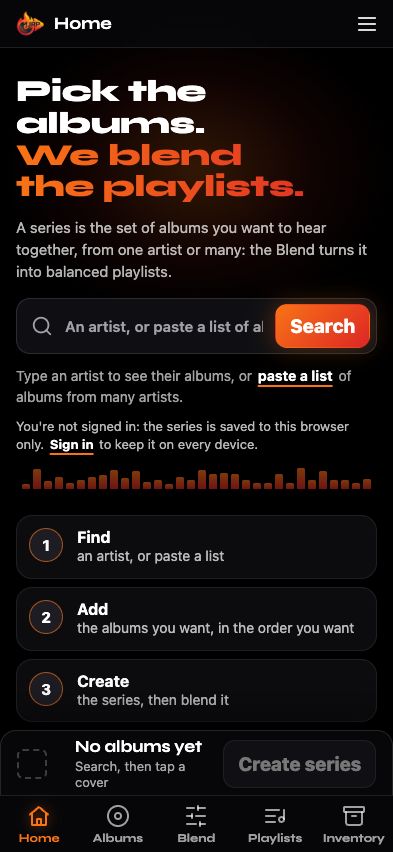 Home
Pick the
albums.
We blend
the playlists.
A series is the set of albums you want to hear
together, from one artist or many: the Blend turns it
into balanced playlists.
An artist, or paste a list of al
Search
Type an artist to see their albums, or paste a list of
albums from many artists.
You're not signed in: the series is saved to this browser
only. Sign in to keep it on every device.
1
Find
an artist, or paste a list
2
Add
the albums you want, in the order you want
3
Create
the series, then blend it
No albums yet
Search, then tap a
cover
Create series
Home
Albums
Blend
Playlists
Inventory